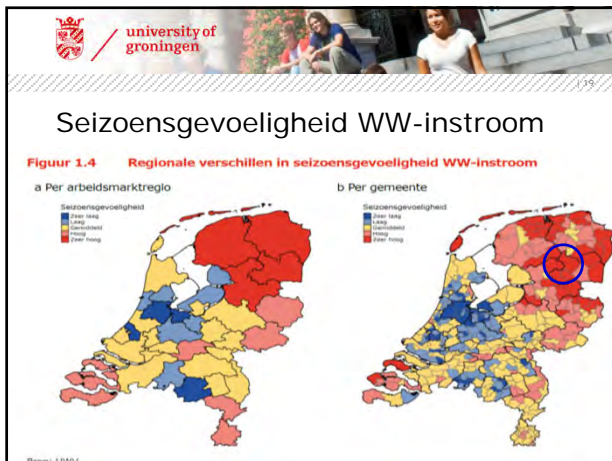 university of
groningen
| 19
Seizoensgevoeligheid WW-instroom
Figuur 1.4 Regionale verschillen in seizoensgevoeligheid WW-instroom
a Per arbeidsmarktregio
b Per gemeente
Seizoensgevoeligheid
Zeer laag
Laag
Gemiddeld
Hoog
Zeer hoog
Seizoensgevoeligheid
Zeer laag
Laag
Gemiddeld
Hoog
Zeer hoog